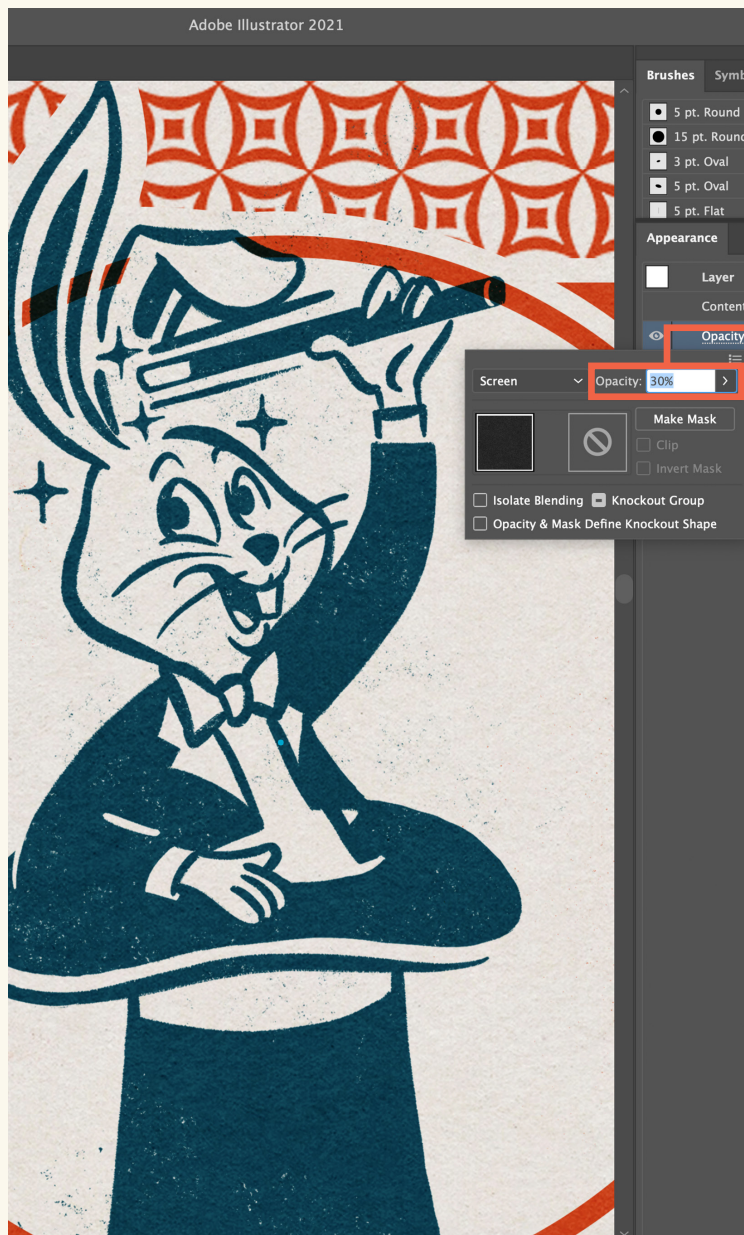 Adobe Illustrator 2021
Brushes Symb
5 pt. Round
15 pt. Round
3 pt. Oval
5 pt. Oval
5 pt. Flat
Appearance
Layer
Content
Opacity
Screen Opacity: 30%
Make Mask
Clip
Invert Mask
Isolate Blending Knockout Group
Opacity & Mask Define Knockout Shape